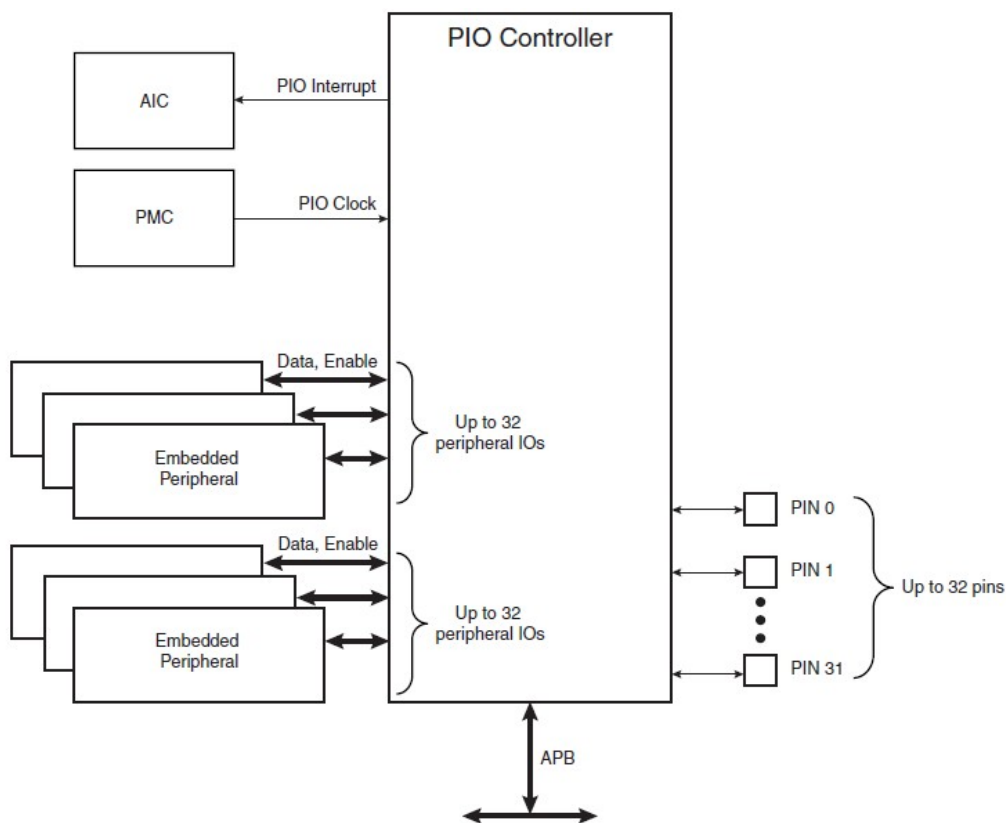 PIO Controller
PIO Interrupt
AIC
PIO Clock
PMC
Data, Enable
Up to 32
peripheral IOs
Embedded
Peripheral
PIN 0
Data, Enable
PIN 1
Up to 32 pins
Up to 32
peripheral IOs
Embedded
Peripheral
PIN 31
APB